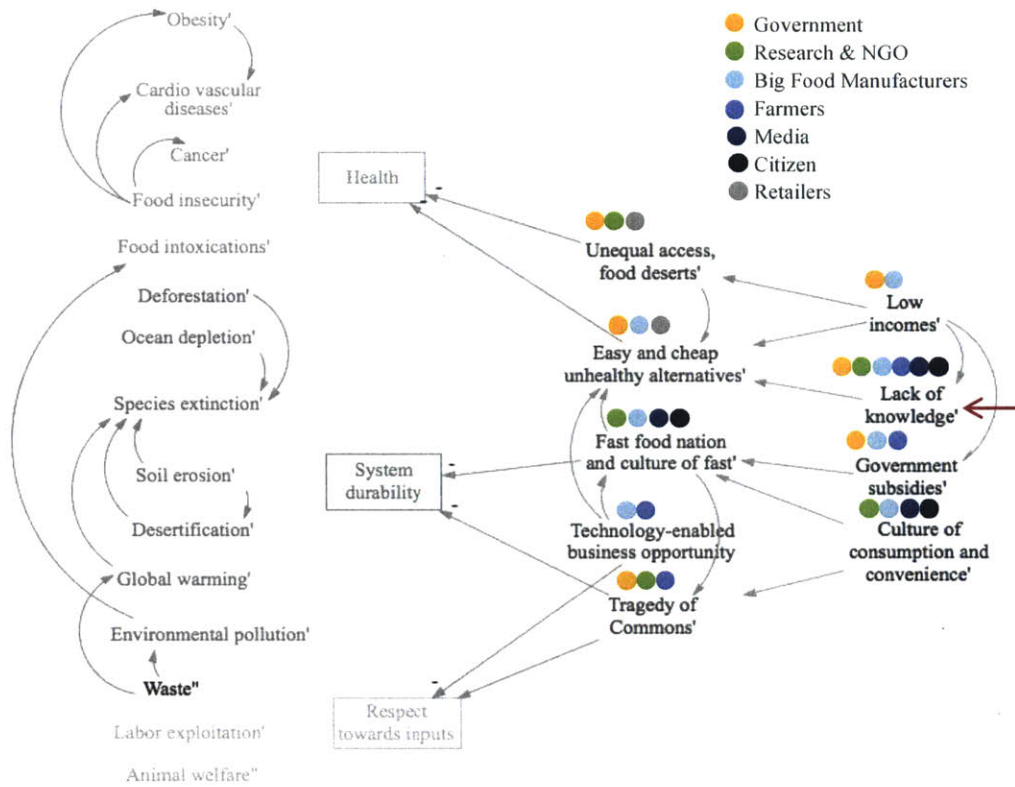 Obesity'
Cardio vascular
diseases'
Cancer'
Food insecurity'
Food intoxications'
Deforestation'
Ocean depletion'
Species extinction'
Soil erosion'
Desertification'
Global warming'
Environmental pollution'
Waste"
Labor exploitation'
Animal welfare"
Health
-
-
System
durability
-
-
Respect
towards inputs
-
Unequal access,
food deserts'
Easy and cheap
unhealthy alternatives'
Fast food nation
and culture of fast'
Technology-enabled
business opportunity
Tragedy of
Commons'
Low
incomes'
Lack of
knowledge'
Government
subsidies'
Culture of
consumption and
convenience'
Government
Research & NGO
Big Food Manufacturers
Farmers
Media
Citizen
Retailers